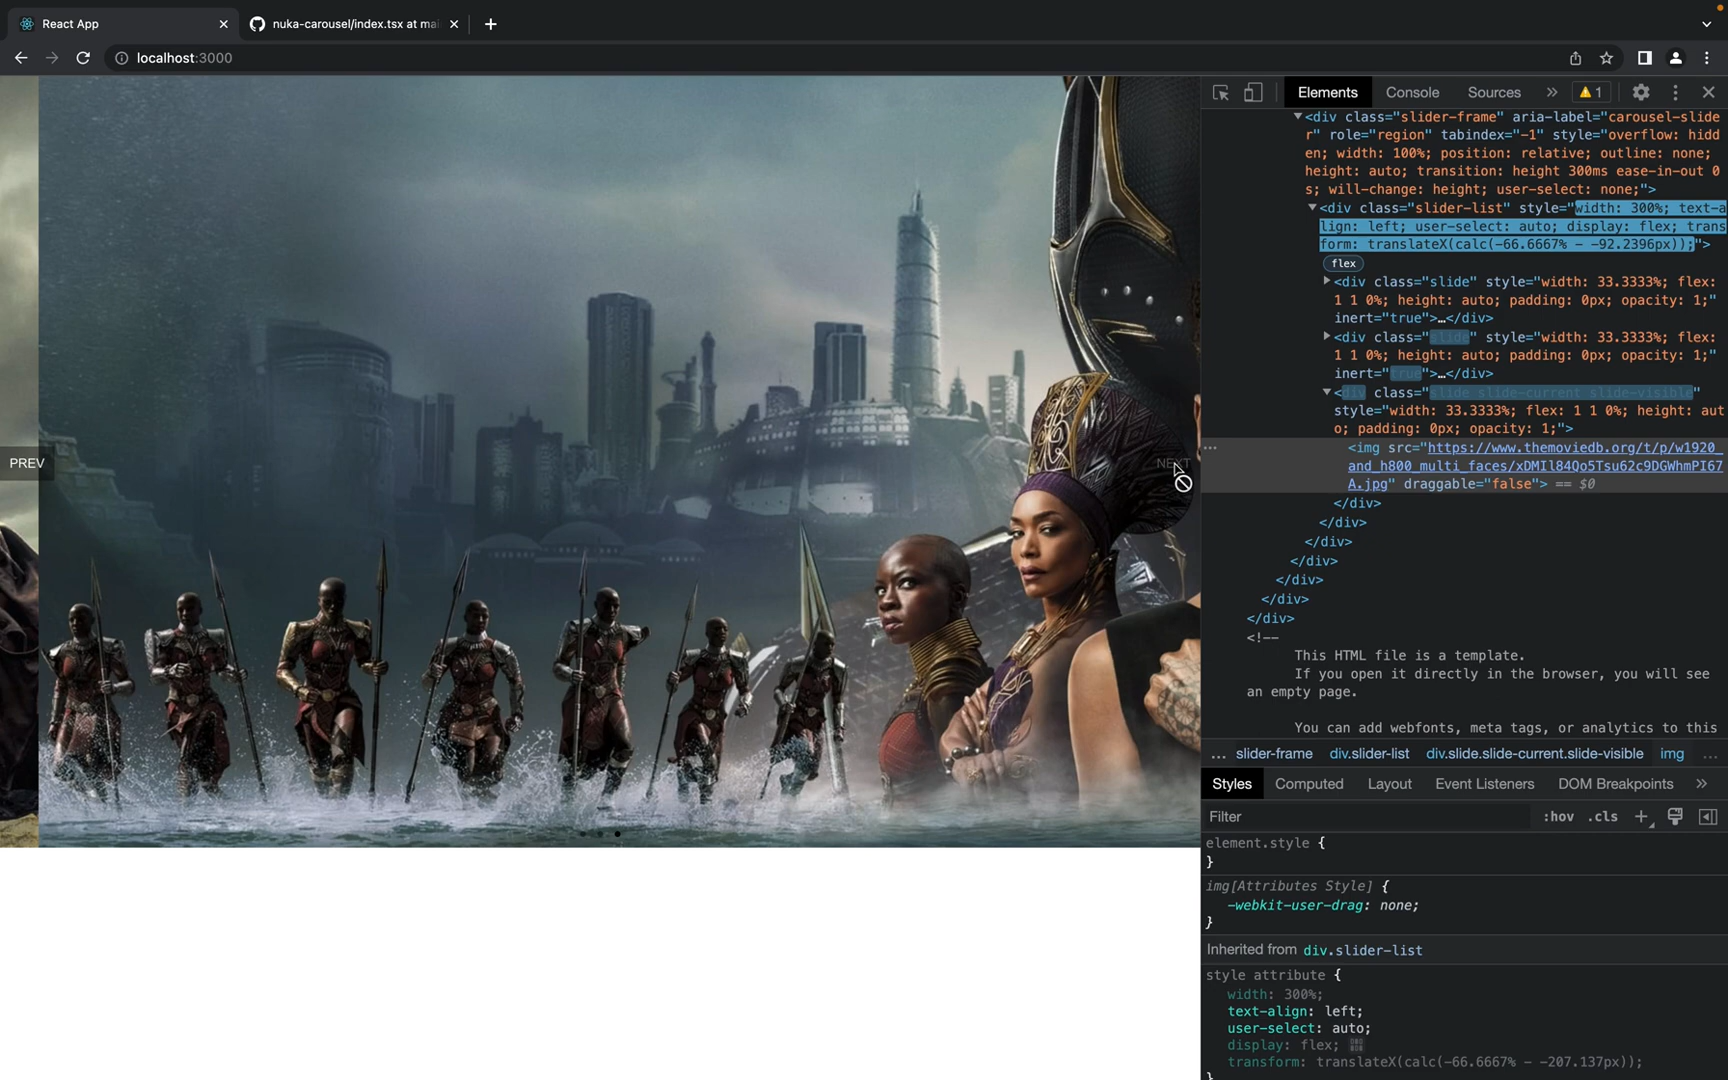 React App
nuka-carousel/index.tsx at mai
localhost:3000
Elements
Console
Sources
1
<div class="slider-frame" aria-label="carousel-slide
r" role="region" tabindex="-1" style="overflow: hidd
en; width: 100%; position: relative; outline: none;
height: auto; transition: height 300ms ease-in-out 0
s; will-change: height; user-select: none;">
<div class="slider-list" style="width: 300%; text-a
lign: left; user-select: auto; display: flex; trans
form: translateX(calc(-66.6667% - -92.2396px));">
flex
<div class="slide" style="width: 33.3333%; flex:
1 1 0%; height: auto; padding: 0px; opacity: 1;"
inert="true">…</div>
<div class="slide" style="width: 33.3333%; flex:
1 1 0%; height: auto; padding: 0px; opacity: 1;"
inert="true">…</div>
<div class="slide slide-current slide-visible"
style="width: 33.3333%; flex: 1 1 0%; height: aut
o; padding: 0px; opacity: 1;">
<img src="https://www.themoviedb.org/t/p/w1920_
and_h800_multi_faces/xDMIl84Qo5Tsu62c9DGWhmPI67
A.jpg" draggable="false"> == $0
</div>
</div>
</div>
</div>
</div>
</div>
</div>
<!--
This HTML file is a template.
If you open it directly in the browser, you will see
an empty page.
You can add webfonts, meta tags, or analytics to this
PREV
NEXT
... slider-frame div.slider-list div.slide.slide-current.slide-visible img ...
Styles
Computed
Layout
Event Listeners
DOM Breakpoints
Filter
:hov .cls
element.style {
}
img[Attributes Style] {
-webkit-user-drag: none;
}
Inherited from div.slider-list
style attribute {
width: 300%;
text-align: left;
user-select: auto;
display: flex;
transform: translateX(calc(-66.6667% - -207.137px));
}